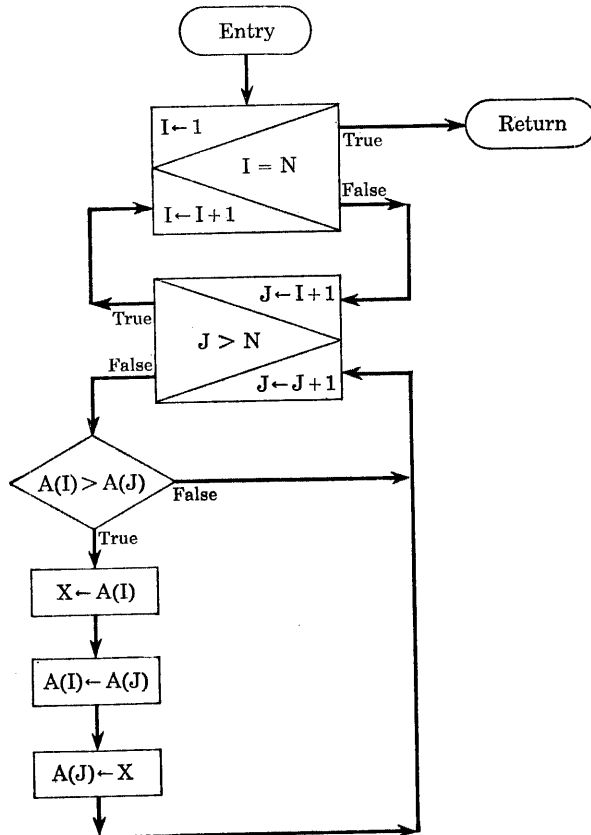 Entry
I←1
Return
True
I = N
False
I←I+1
J←I+1
True
J > N
False
J←J+1
A(I) > A(J)
False
True
X←A(I)
A(I)←A(J)
A(J)←X